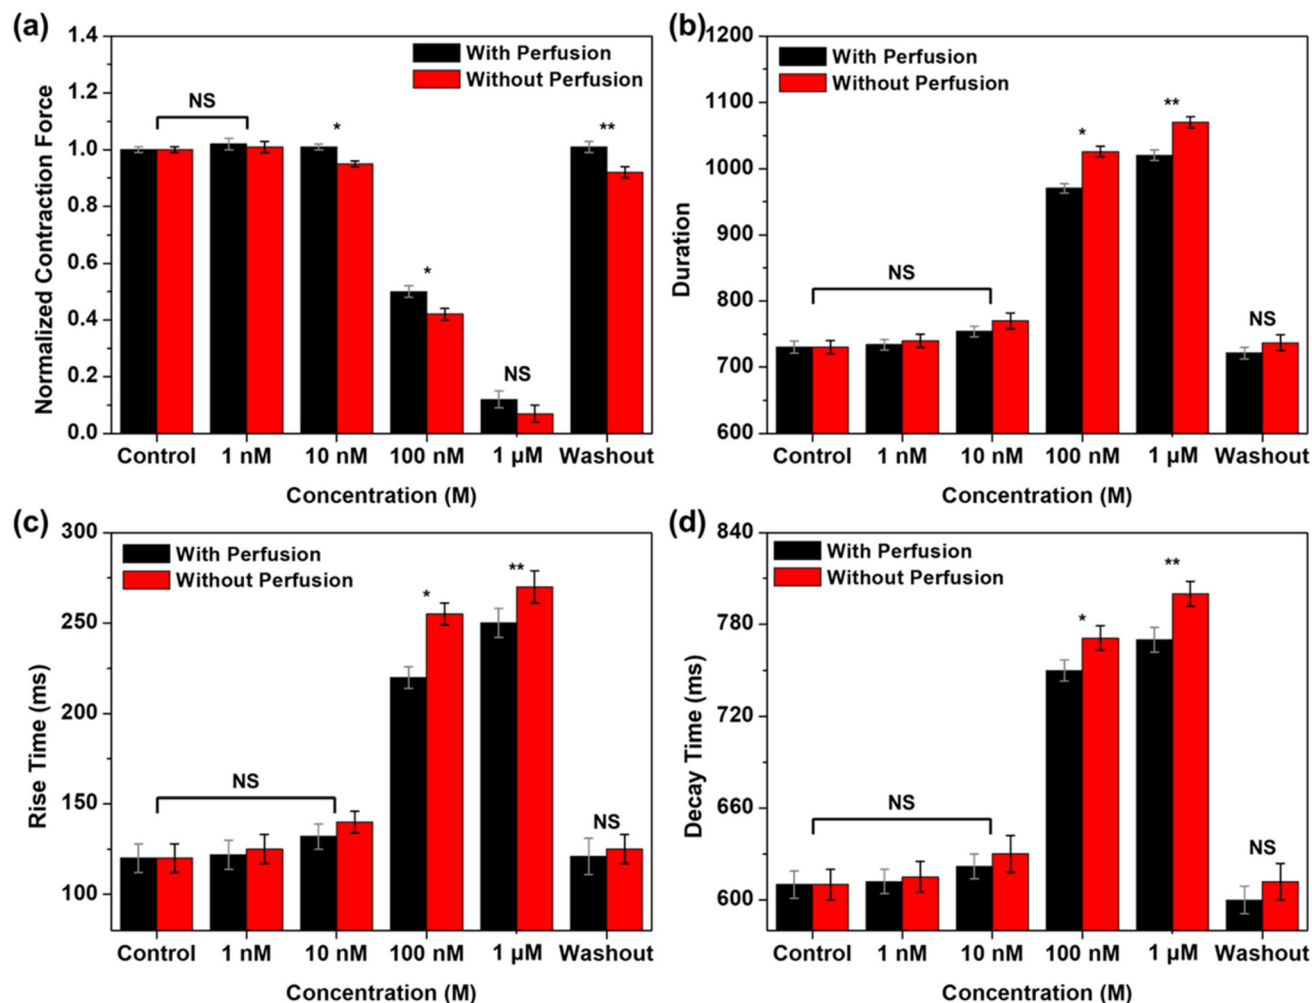 (a)
1.4
1.2
1.0
0.8
0.6
0.4
0.2
0.0
Normalized Contraction Force
With Perfusion
Without Perfusion
NS
*
*
NS
**
Control 1 nM 10 nM 100 nM 1 µM Washout
Concentration (M)
(b)
1200
1100
1000
900
800
700
600
Duration
With Perfusion
Without Perfusion
NS
*
**
NS
Control 1 nM 10 nM 100 nM 1 µM Washout
Concentration (M)
(c)
300
250
200
150
100
Rise Time (ms)
With Perfusion
Without Perfusion
NS
*
**
NS
Control 1 nM 10 nM 100 nM 1 µM Washout
Concentration (M)
(d)
840
780
720
660
600
Decay Time (ms)
With Perfusion
Without Perfusion
NS
*
**
NS
Control 1 nM 10 nM 100 nM 1 µM Washout
Concentration (M)